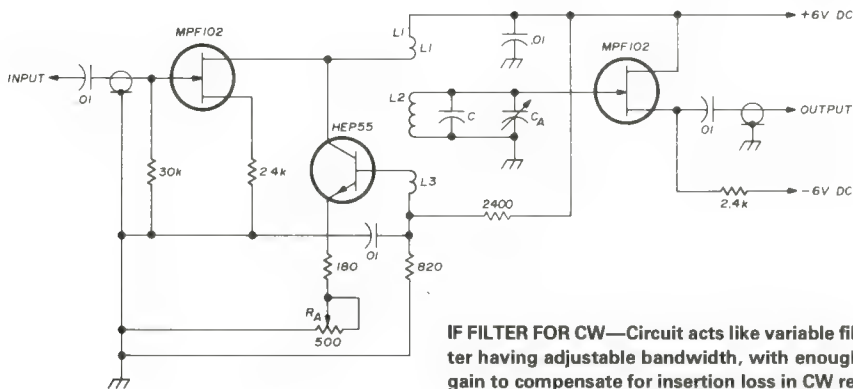 MPF102
INPUT
.01
30k
24k
HEP55
L1
L1
.01
L2
C
CA
L3
2400
.01
180
820
RA
500
+6V DC
MPF102
.01
OUTPUT
2.4k
-6V DC
IF FILTER FOR CW—Circuit acts like variable fil-
ter having adjustable bandwidth, with enough
gain to compensate for insertion loss in CW re-